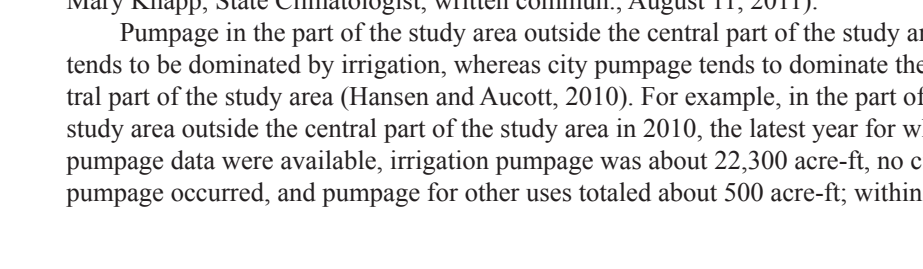 Mary Knapp, State Climatologist, written commun., August 11, 2011).
Pumpage in the part of the study area outside the central part of the study
tends to be dominated by irrigation, whereas city pumpage tends to dominate
tral part of the study area (Hansen and Aucott, 2010). For example, in the part of
study area outside the central part of the study area in 2010, the latest year for
pumpage data were available, irrigation pumpage was about 22,300 acre-ft, no
pumpage occurred, and pumpage for other uses totaled about 500 acre-ft; within